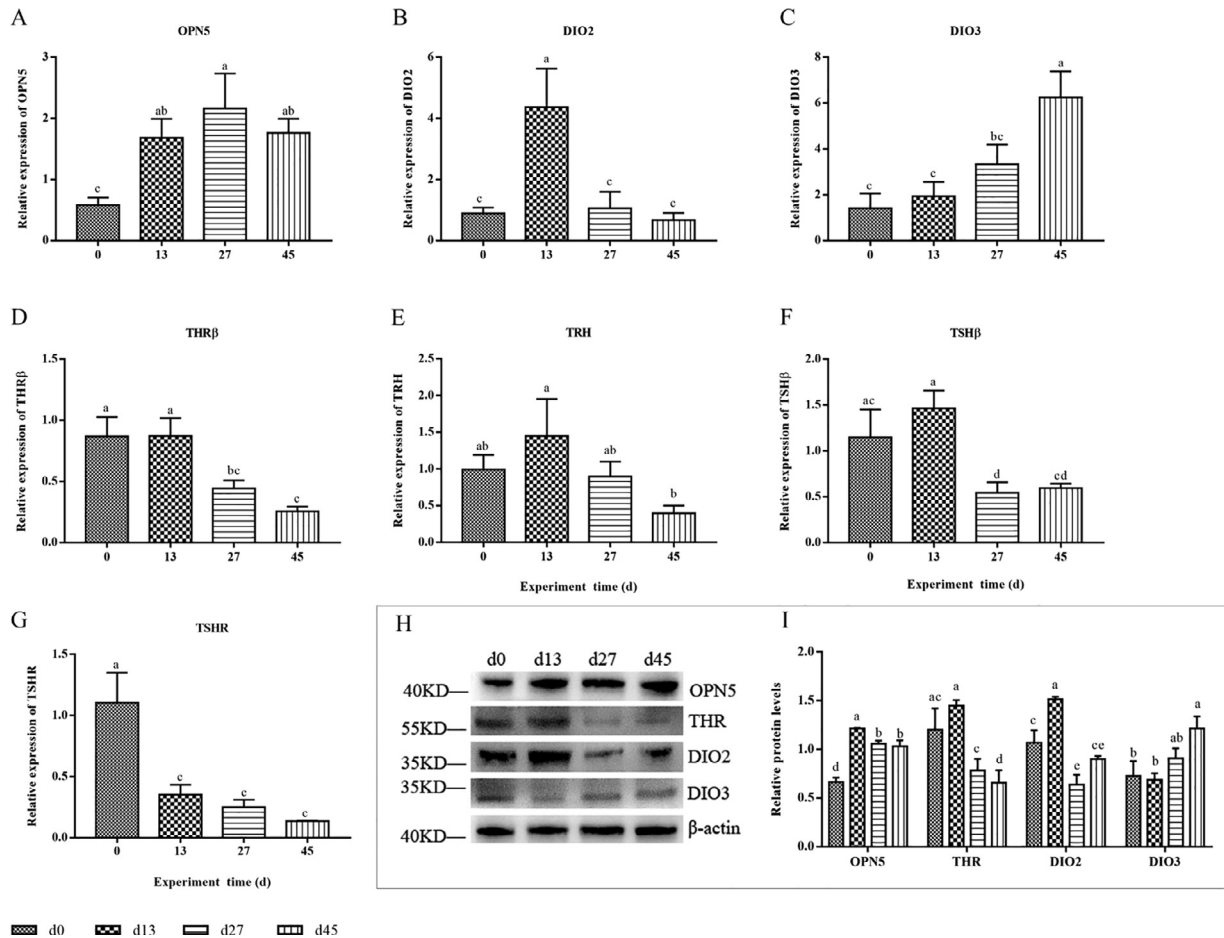 A
OPN5
Relative expression of OPN5
3
2
1
0
c
ab
a
ab
0 13 27 45
B
DIO2
Relative expression of DIO2
6
4
2
0
c
a
c
c
0 13 27 45
C
DIO3
Relative expression of DIO3
8
6
4
2
0
c
c
bc
a
0 13 27 45
D
THRβ
Relative expression of THRβ
1.5
1.0
0.5
0.0
a
a
bc
c
0 13 27 45
E
TRH
Relative expression of TRH
2.5
2.0
1.5
1.0
0.5
0.0
ab
a
ab
b
0 13 27 45
Experiment time (d)
F
TSHβ
Relative expression of TSHβ
2.0
1.5
1.0
0.5
0.0
ac
a
d
cd
0 13 27 45
Experiment time (d)
G
TSHR
Relative expression of TSHR
1.5
1.0
0.5
0.0
a
c
c
c
0 13 27 45
Experiment time (d)
H
d0 d13 d27 d45
40KD OPN5
55KD THR
35KD DIO2
35KD DIO3
40KD β-actin
I
Relative protein levels
2.0
1.5
1.0
0.5
0.0
d a b b
ac a c d
c a e ce
b b ab a
OPN5 THR DIO2 DIO3
d0 d13 d27 d45